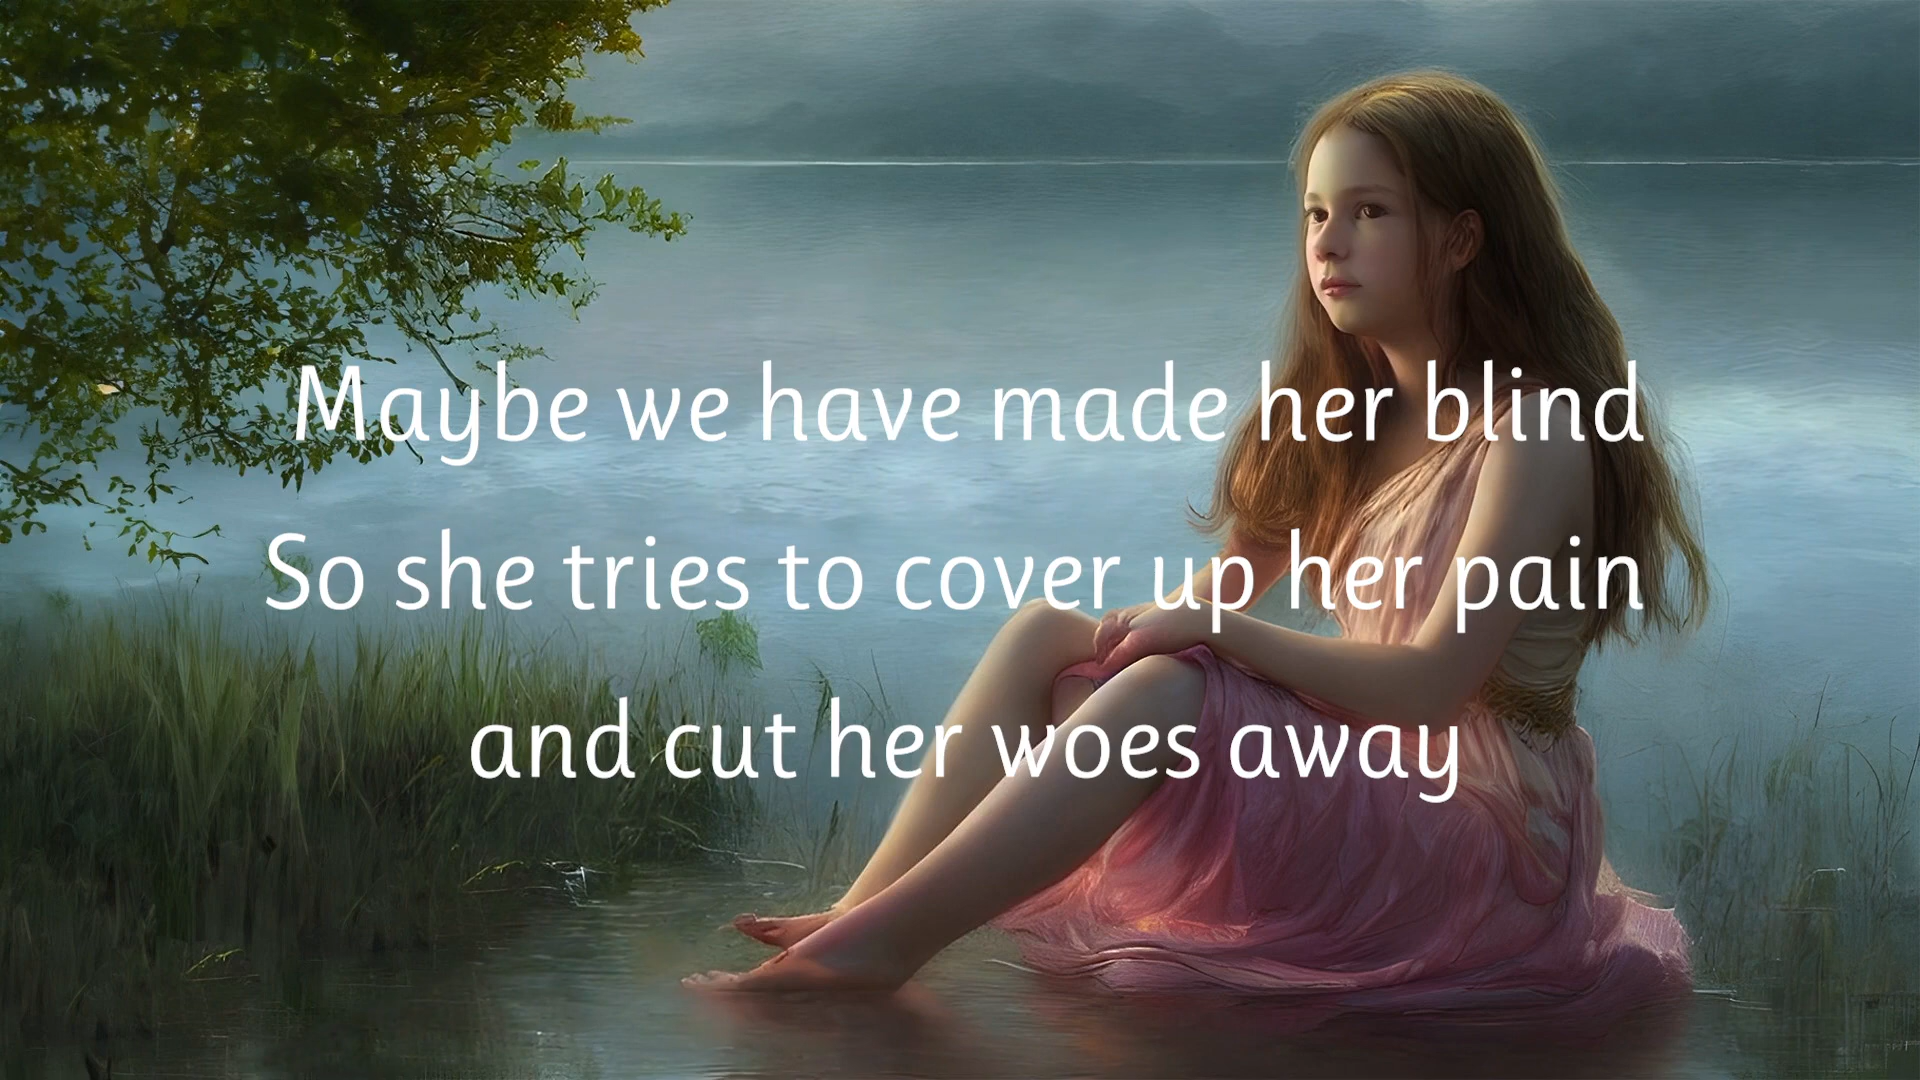 Maybe we have made her blind
So she tries to cover up her pain
and cut her woes away